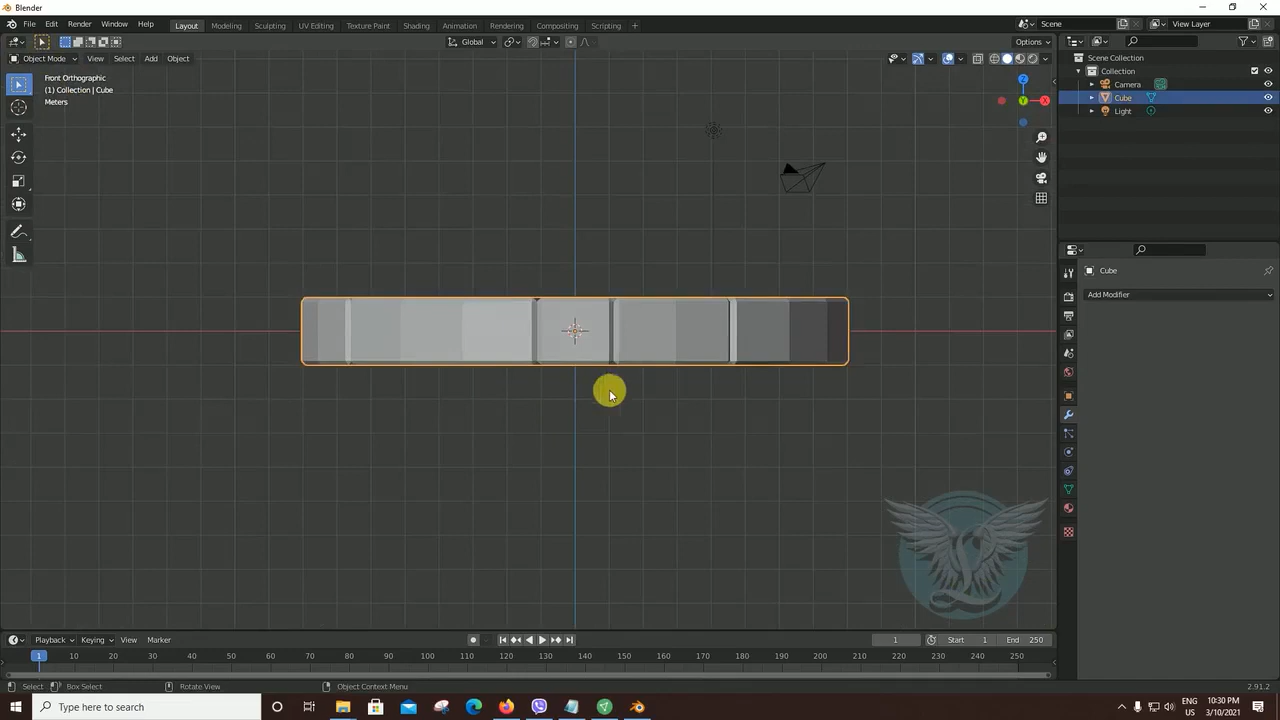 Blender
File Edit Render Window Help Layout Modeling Sculpting UV Editing Texture Paint Shading Animation Rendering Compositing Scripting + Scene View Layer
Global Options
Object Mode View Select Add Object
Front Orthographic
(1) Collection | Cube
Meters
Z
Y
X
Scene Collection
Collection
Camera
Cube
Light
Cube
Add Modifier
Playback Keying View Marker 1 Start 1 End 250
1 10 20 30 40 50 60 70 80 90 100 110 120 130 140 150 160 170 180 190 200 210 220 230 240 250
Select Box Select Rotate View Object Context Menu 2.91.2
Type here to search
ENG 10:30 PM
US 3/10/2021